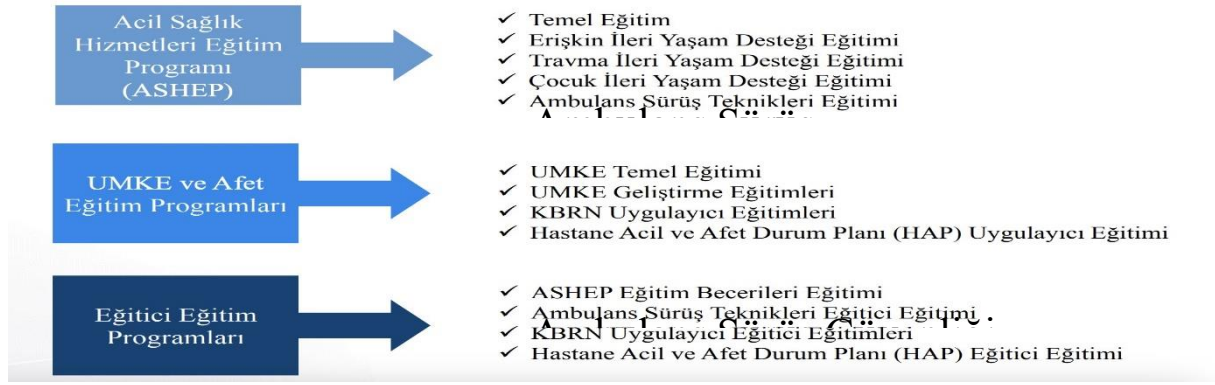 Acil Sağlık
Hizmetleri Eğitim
Programı
(ASHEP)
✓ Temel Eğitim
✓ Erişkin İleri Yaşam Desteği Eğitimi
✓ Travma İleri Yaşam Desteği Eğitimi
✓ Çocuk İleri Yaşam Desteği Eğitimi
✓ Ambulans Sürüş Teknikleri Eğitimi
Ambulans Sürüş
UMKE ve Afet
Eğitim Programları
✓ UMKE Temel Eğitimi
✓ UMKE Geliştirme Eğitimleri
✓ KBRN Uygulayıcı Eğitimleri
✓ Hastane Acil ve Afet Durum Planı (HAP) Uygulayıcı Eğitimi
Eğitici Eğitim
Programları
✓ ASHEP Eğitim Becerileri Eğitimi
✓ Ambulans Sürüş Teknikleri Eğitici Eğitimi
✓ KBRN Uygulayıcı Eğitici Eğitimleri
✓ Hastane Acil ve Afet Durum Planı (HAP) Eğitici Eğitimi